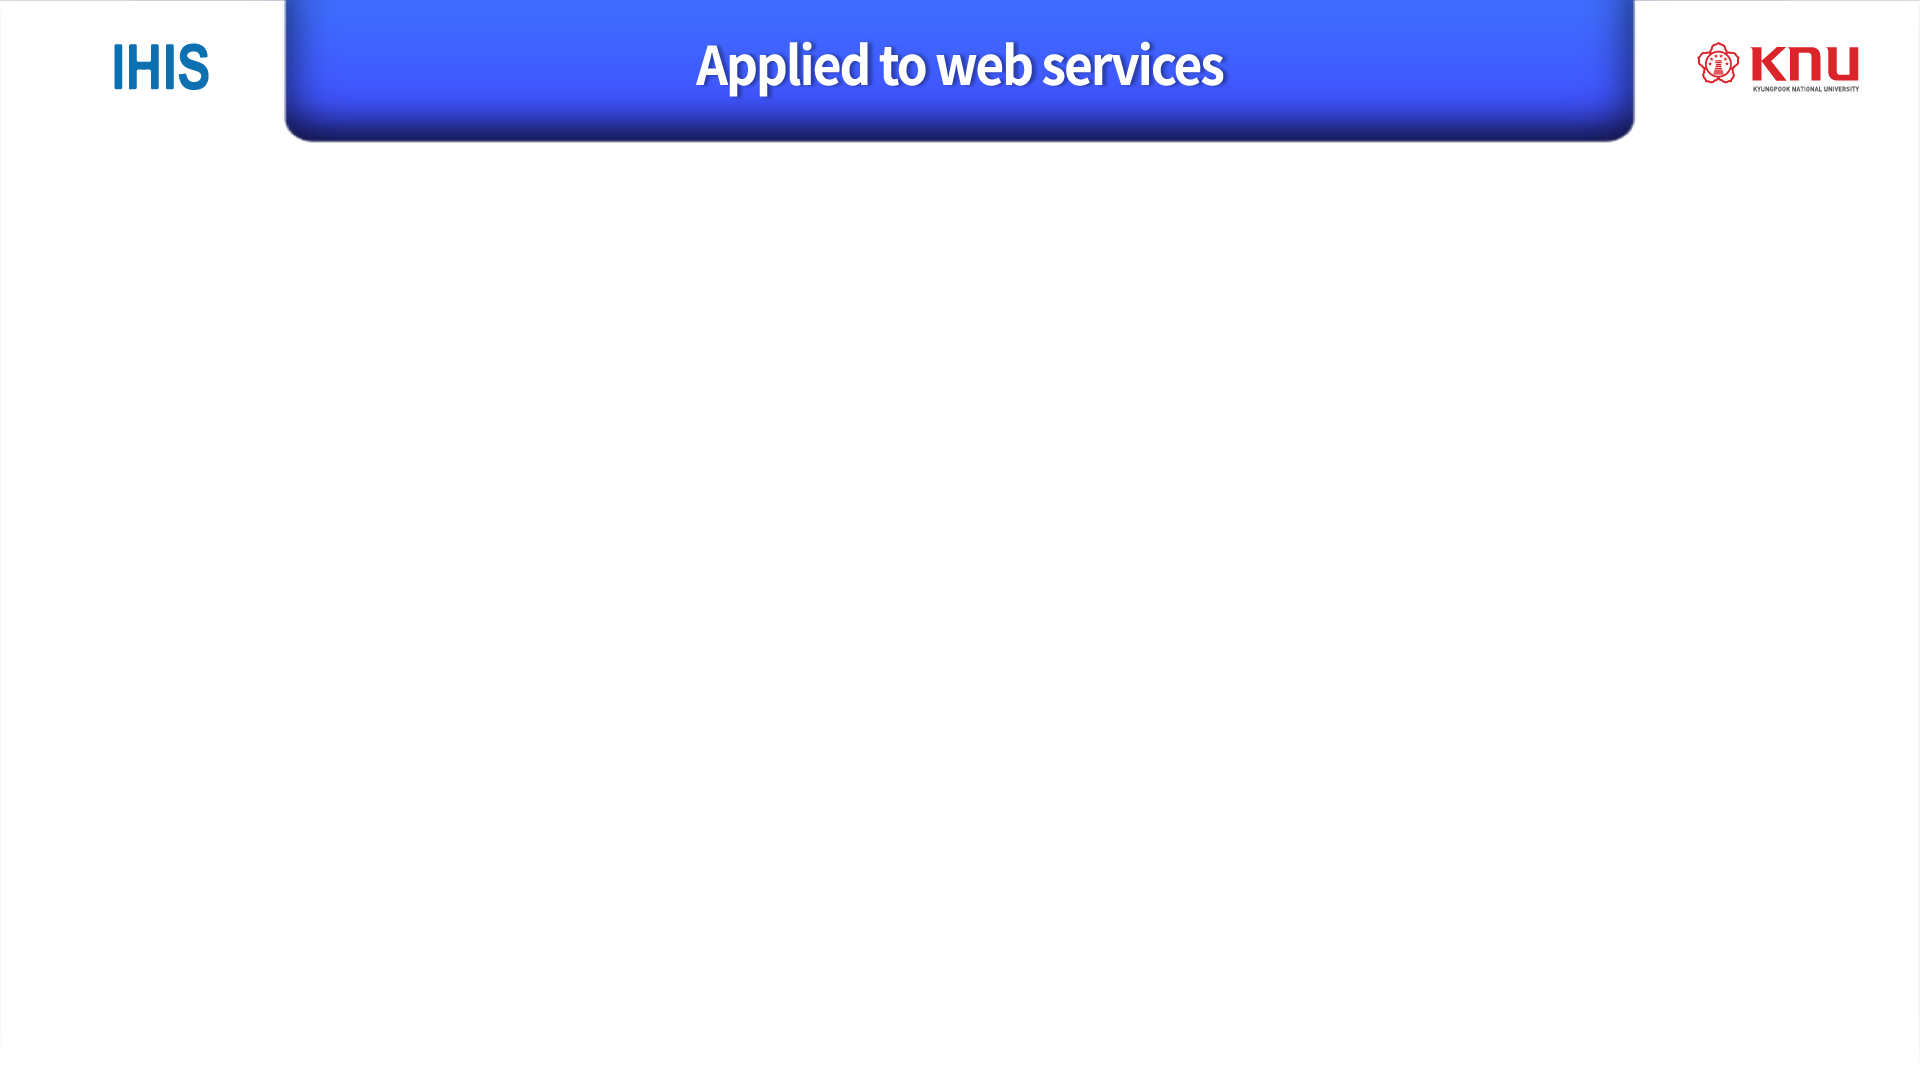 IHIS
Applied to web services
KNU
KYUNGPOOK NATIONAL UNIVERSITY